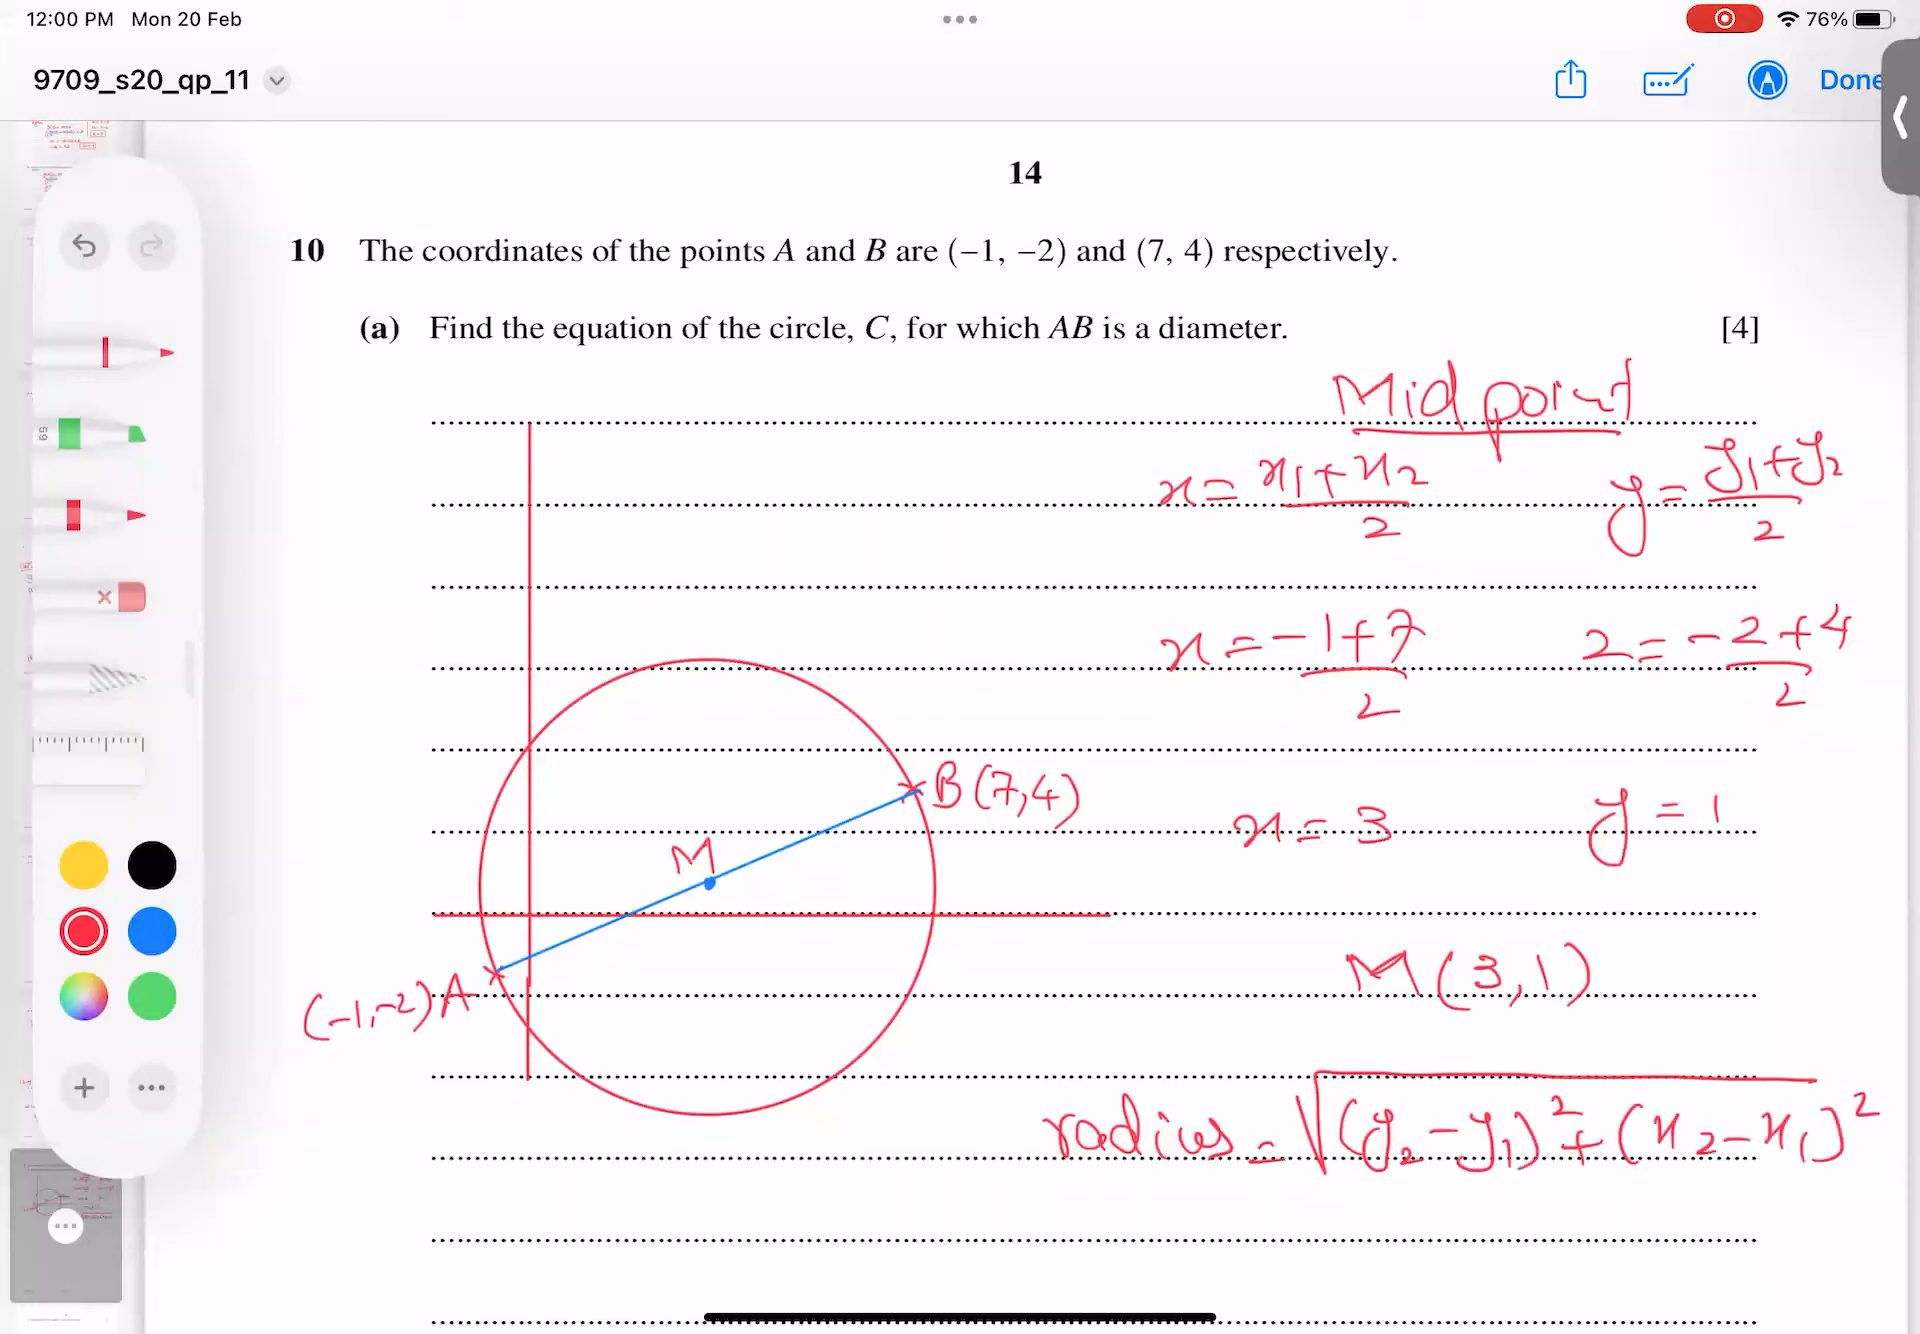 12:00 PM Mon 20 Feb
76%
9709_s20_qp_11
Done
14
10 The coordinates of the points A and B are (−1, −2) and (7, 4) respectively.
(a) Find the equation of the circle, C, for which AB is a diameter. [4]
Mid point
x = x₁+x₂/2 y = y₁+y₂/2
x = -1+7/2 2 = -2+4/2
B(7,4)
x = 3 y = 1
M
M(3,1)
(-1,-2)A
radius = √(y₂-y₁)²+(x₂-x₁)²
59